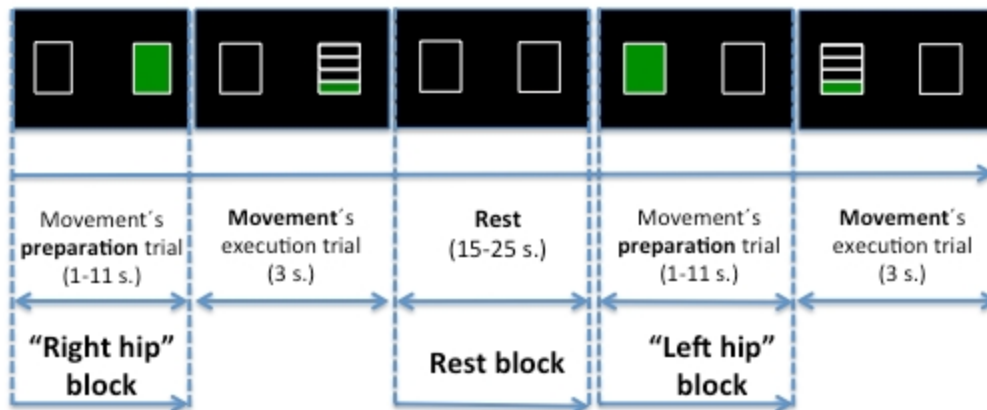 Movement´s
preparation trial
(1-11 s.)
Movement´s
execution trial
(3 s.)
Rest
(15-25 s.)
Movement´s
preparation trial
(1-11 s.)
Movement´s
execution trial
(3 s.)
“Right hip”
block
Rest block
“Left hip”
block